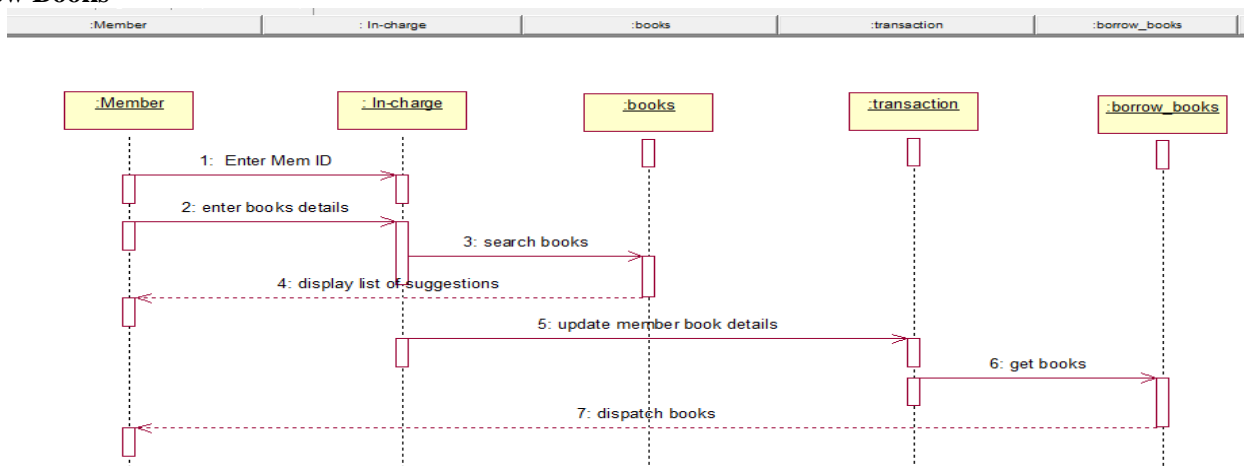 :Member : In-charge :books :transaction :borrow_books
:Member : In-charge :books :transaction :borrow_books
1: Enter Mem ID
2: enter books details
3: search books
4: display list of suggestions
5: update member book details
6: get books
7: dispatch books